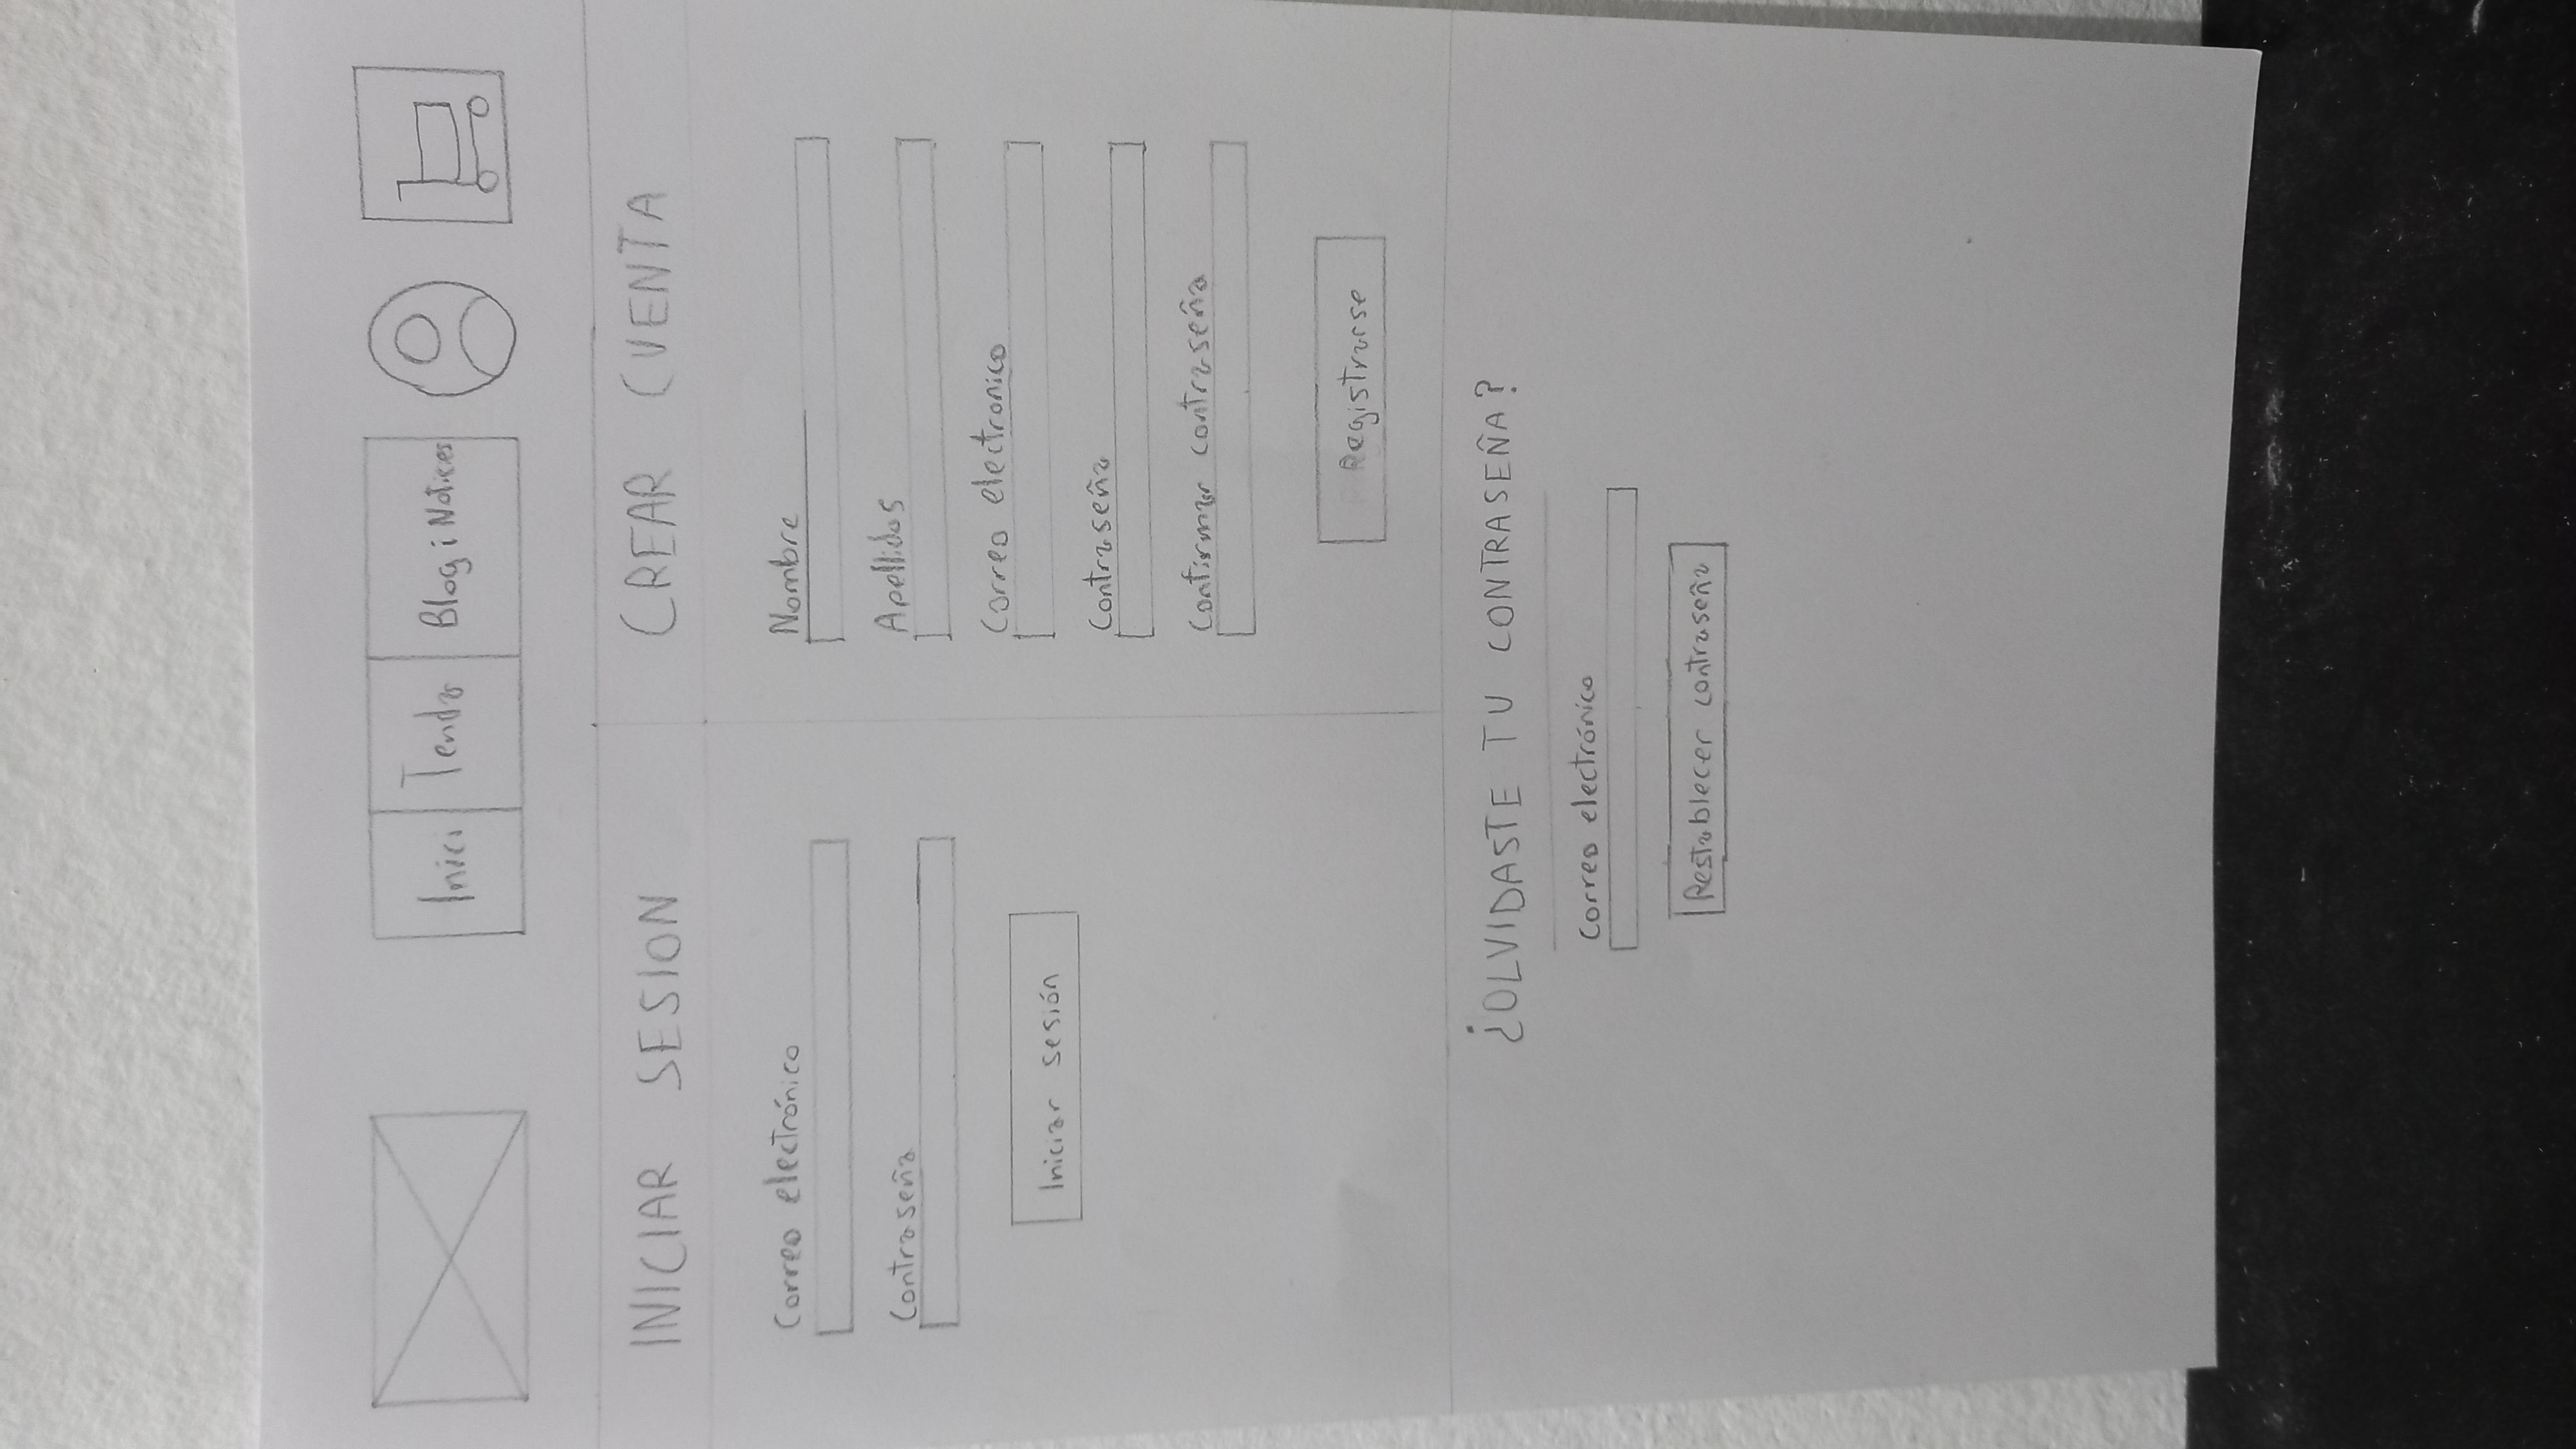 Inici Tenda Blog i Notices
INICIAR SESION
Correo electrónico
Contraseña
Iniciar sesión
CREAR CUENTA
Nombre
Apellidos
Correo electronico
Contraseña
Confirmar contraseña
Registrarse
¿OLVIDASTE TU CONTRASEÑA?
Correo electrónico
Restablecer contraseña